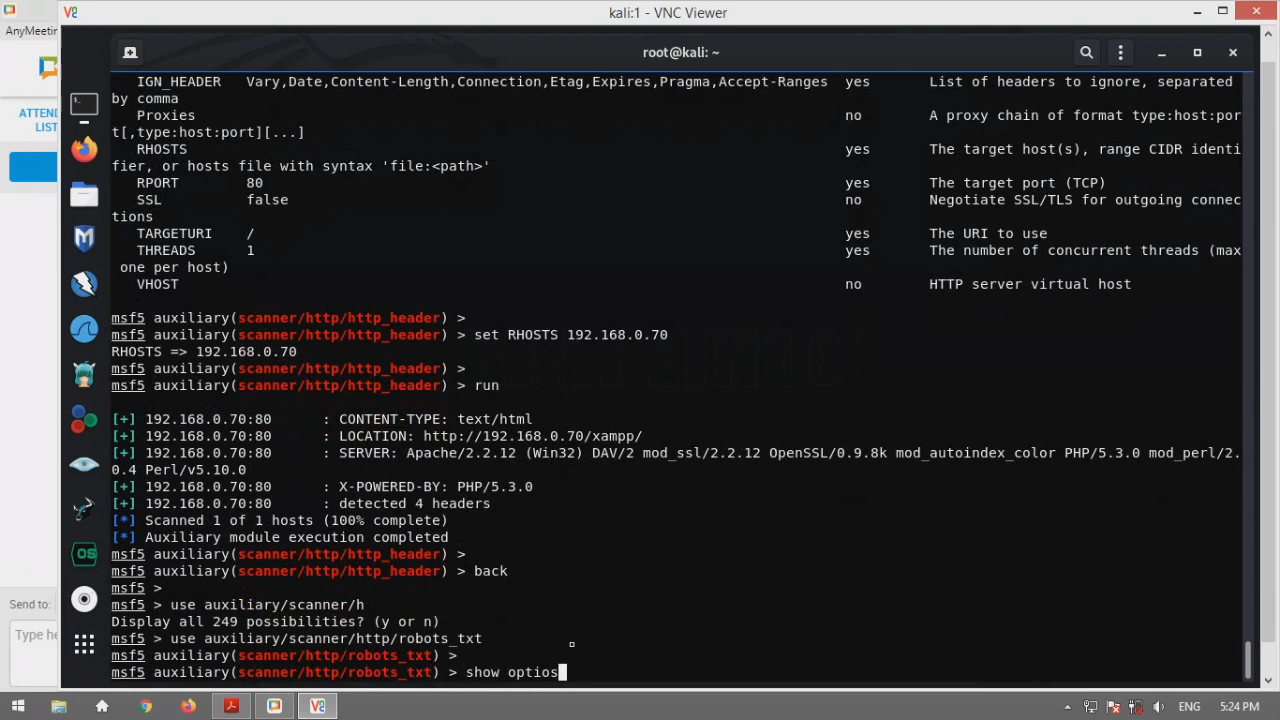 kali:1 - VNC Viewer
AnyMeetin
root@kali: ~
ATTEND
LIST
IGN_HEADER Vary,Date,Content-Length,Connection,Etag,Expires,Pragma,Accept-Ranges yes List of headers to ignore, separated
by comma
Proxies no A proxy chain of format type:host:por
t[,type:host:port][...]
RHOSTS yes The target host(s), range CIDR identi
fier, or hosts file with syntax 'file:<path>'
RPORT 80 yes The target port (TCP)
SSL false no Negotiate SSL/TLS for outgoing connec
tions
TARGETURI / yes The URI to use
THREADS 1 yes The number of concurrent threads (max
one per host)
VHOST no HTTP server virtual host
msf5 auxiliary(scanner/http/http_header) >
msf5 auxiliary(scanner/http/http_header) > set RHOSTS 192.168.0.70
RHOSTS => 192.168.0.70
msf5 auxiliary(scanner/http/http_header) >
msf5 auxiliary(scanner/http/http_header) > run
[+] 192.168.0.70:80 : CONTENT-TYPE: text/html
[+] 192.168.0.70:80 : LOCATION: http://192.168.0.70/xampp/
[+] 192.168.0.70:80 : SERVER: Apache/2.2.12 (Win32) DAV/2 mod_ssl/2.2.12 OpenSSL/0.9.8k mod_autoindex_color PHP/5.3.0 mod_perl/2.
0.4 Perl/v5.10.0
[+] 192.168.0.70:80 : X-POWERED-BY: PHP/5.3.0
[+] 192.168.0.70:80 : detected 4 headers
[*] Scanned 1 of 1 hosts (100% complete)
[*] Auxiliary module execution completed
msf5 auxiliary(scanner/http/http_header) >
msf5 auxiliary(scanner/http/http_header) > back
msf5 >
msf5 > use auxiliary/scanner/h
Display all 249 possibilities? (y or n)
msf5 > use auxiliary/scanner/http/robots_txt
msf5 auxiliary(scanner/http/robots_txt) >
msf5 auxiliary(scanner/http/robots_txt) > show optios
Send to:
Type he
ENG
5:24 PM